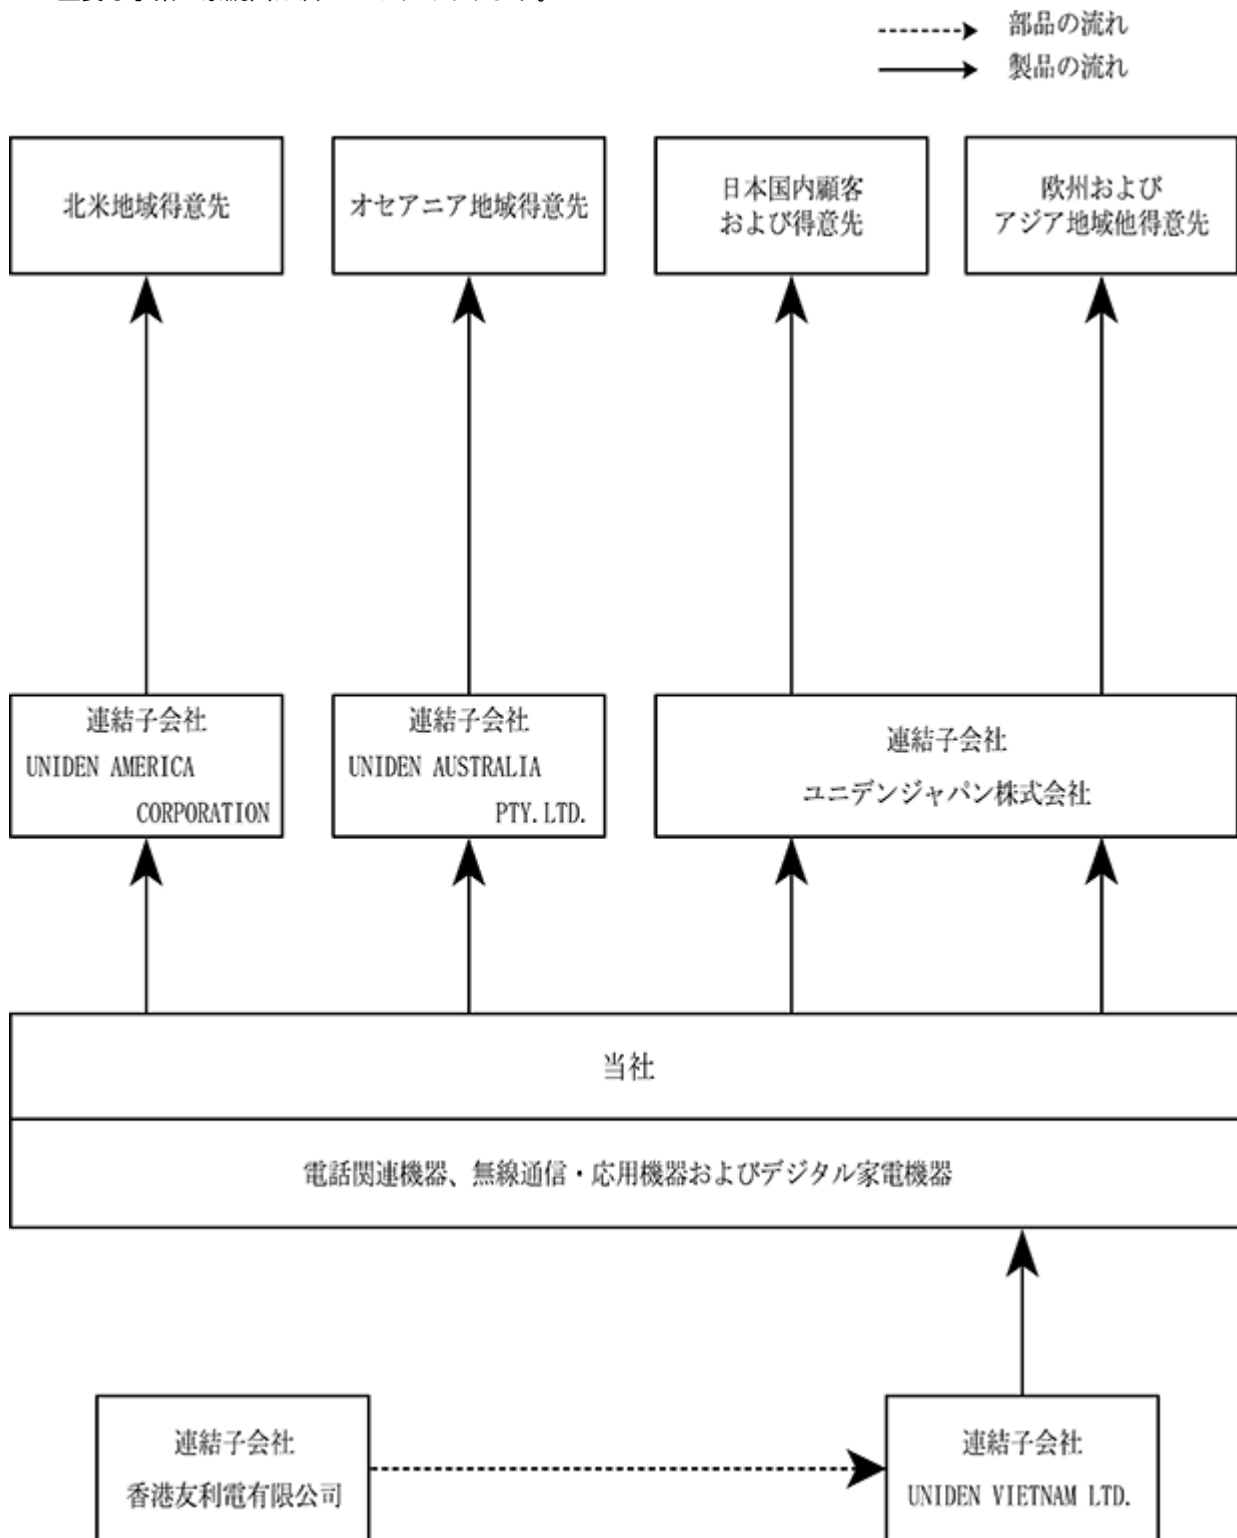 部品の流れ
製品の流れ
北米地域得意先
オセアニア地域得意先
日本国内顧客
および得意先
欧州および
アジア地域他得意先
連結子会社
UNIDEN AMERICA
CORPORATION
連結子会社
UNIDEN AUSTRALIA
PTY.LTD.
連結子会社
ユニデンジャパン株式会社
当社
電話関連機器、無線通信・応用機器およびデジタル家電機器
連結子会社
香港友利電有限公司
連結子会社
UNIDEN VIETNAM LTD.